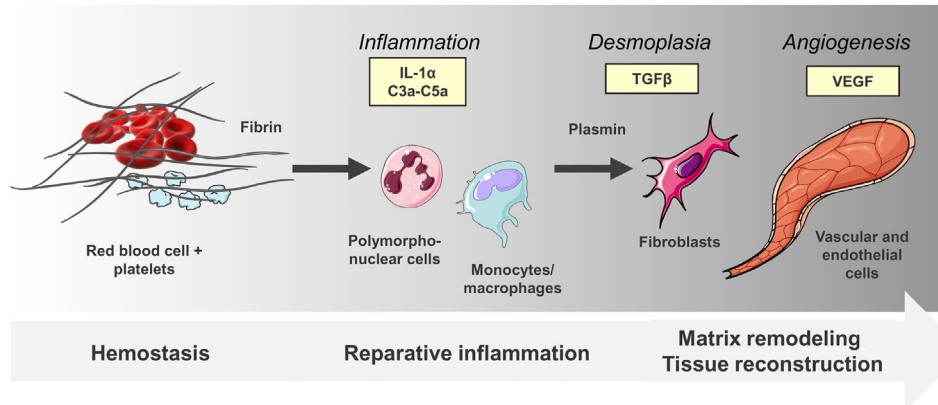 Inflammation
IL-1α
C3a-C5a
Desmoplasia
TGFβ
Angiogenesis
VEGF
Fibrin
Plasmin
Red blood cell +
platelets
Polymorpho-
nuclear cells
Monocytes/
macrophages
Fibroblasts
Vascular and
endothelial
cells
Hemostasis
Reparative inflammation
Matrix remodeling
Tissue reconstruction